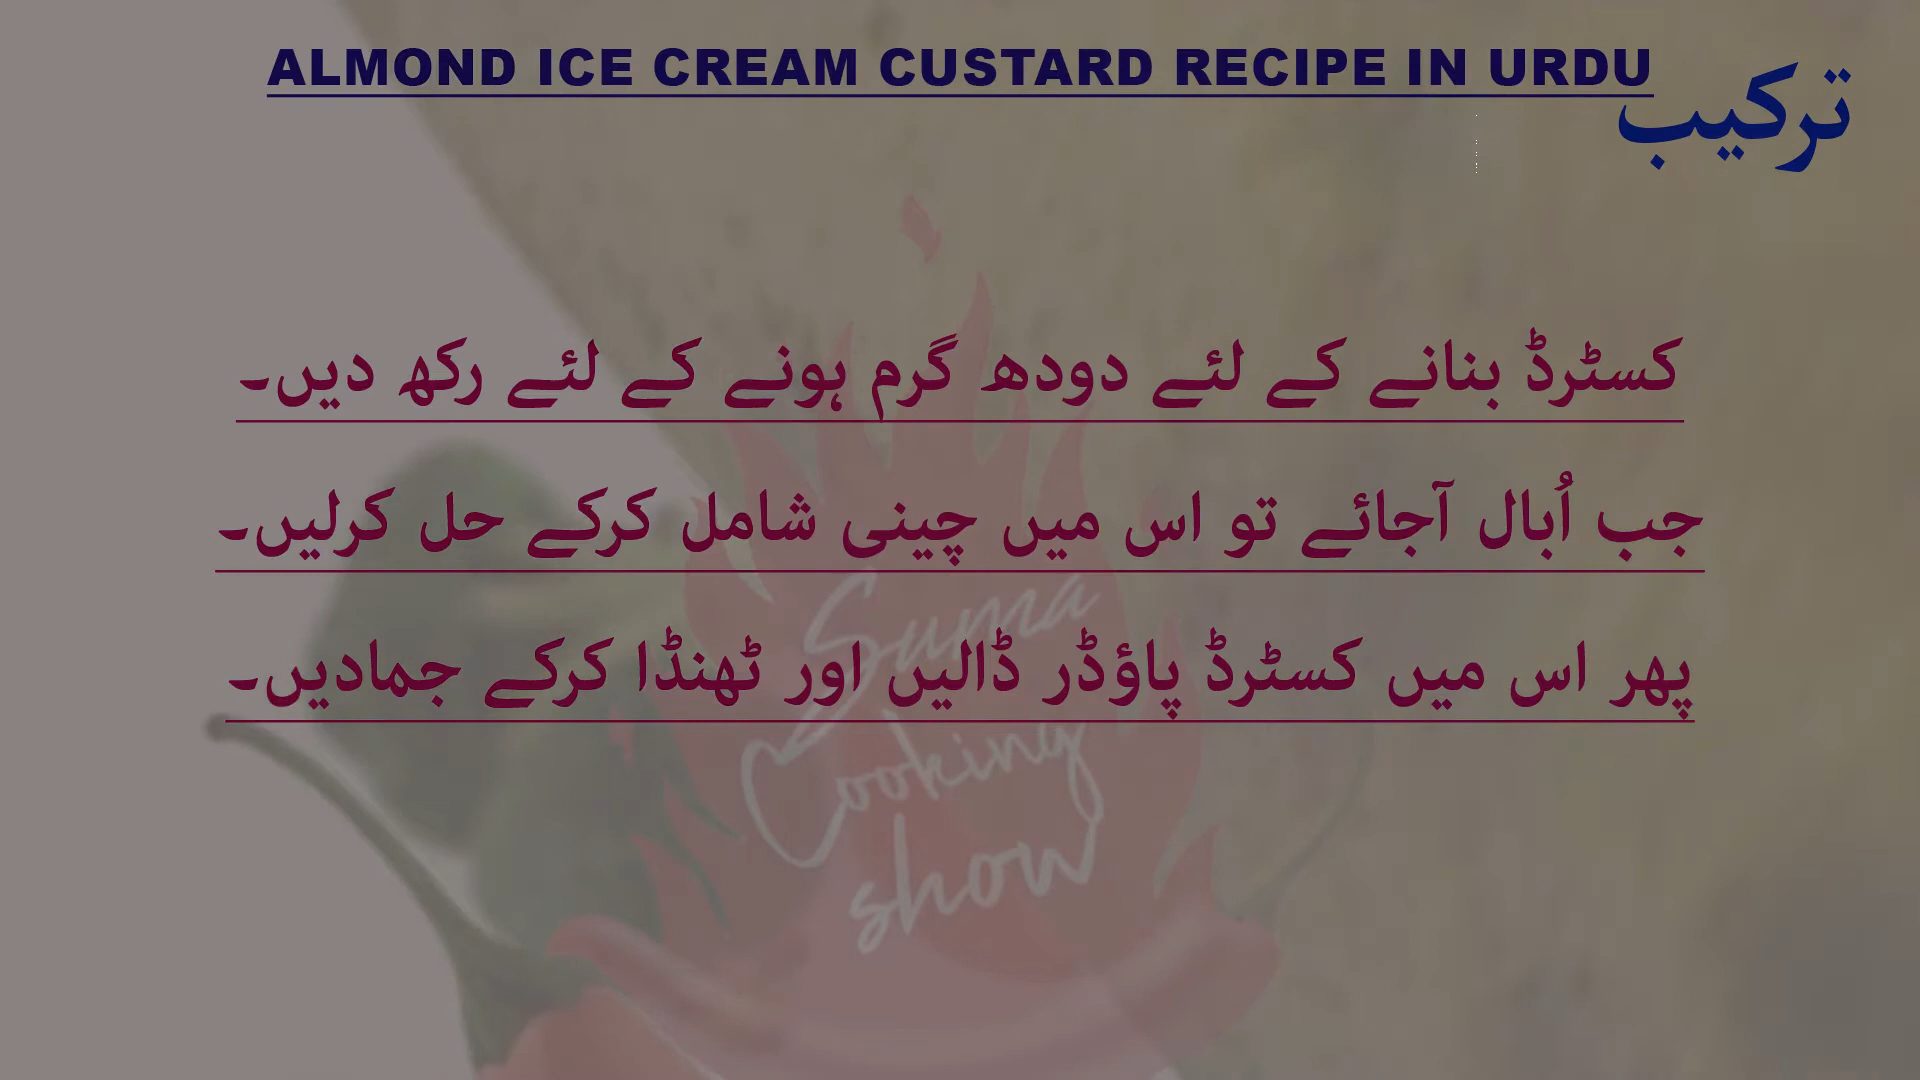 ALMOND ICE CREAM CUSTARD RECIPE IN URDU
ترکیب
کسٹرڈ بنانے کے لئے دودھ گرم ہونے کے لئے رکھ دیں۔
جب اُبال آجائے تو اس میں چینی شامل کرکے حل کرلیں۔
پھر اس میں کسٹرڈ پاؤڈر ڈالیں اور ٹھنڈا کرکے جمادیں۔
Suma
Cooking
show